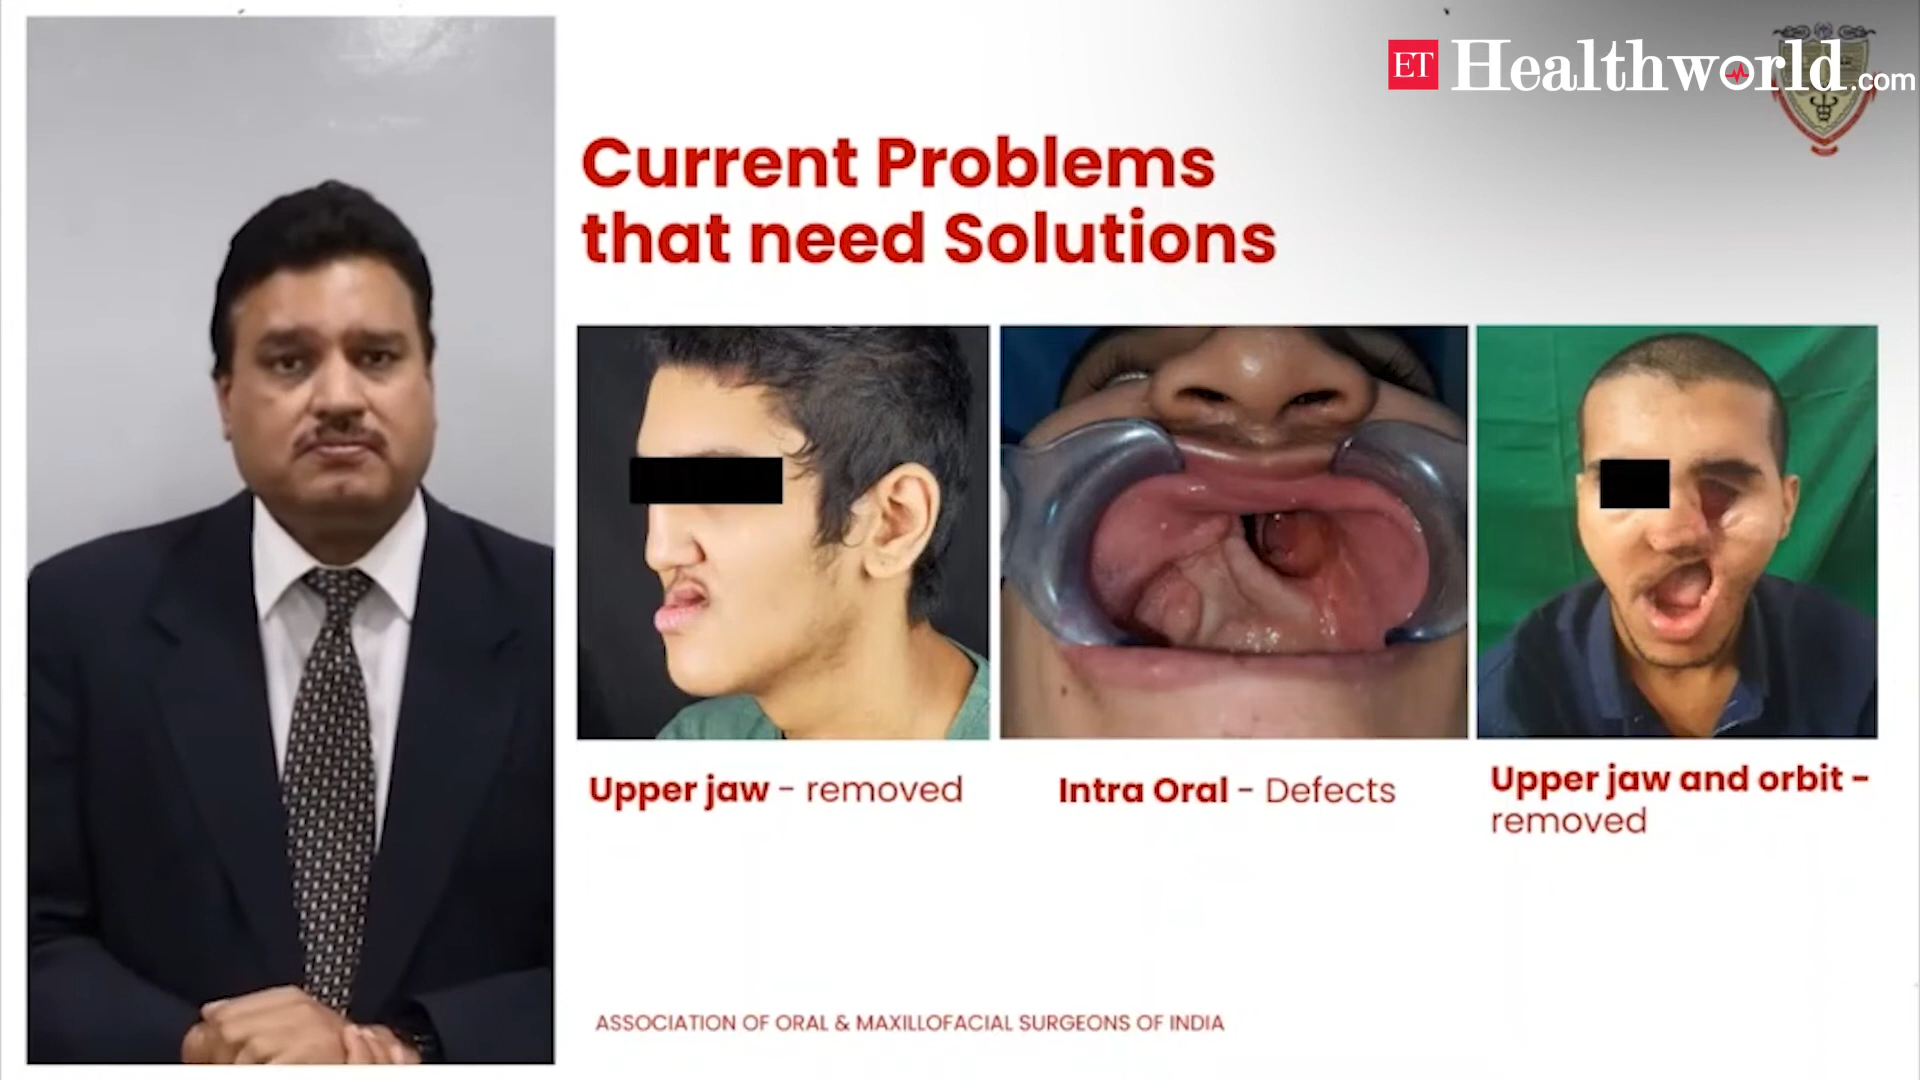 ET Healthworld.com
Current Problems
that need Solutions
Upper jaw - removed
Intra Oral - Defects
Upper jaw and orbit -
removed
ASSOCIATION OF ORAL & MAXILLOFACIAL SURGEONS OF INDIA